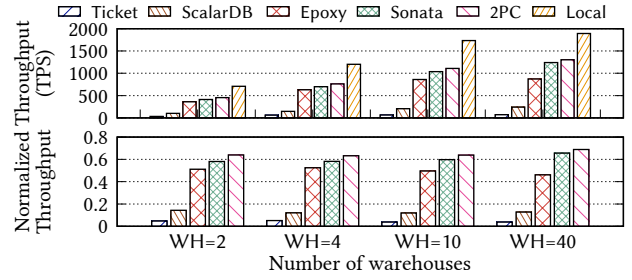 Ticket ScalarDB Epoxy Sonata 2PC Local
Normalized Throughput
Throughput (TPS)
2000
1500
1000
500
0
0.8
0.6
0.4
0.2
0
WH=2 WH=4 WH=10 WH=40
Number of warehouses